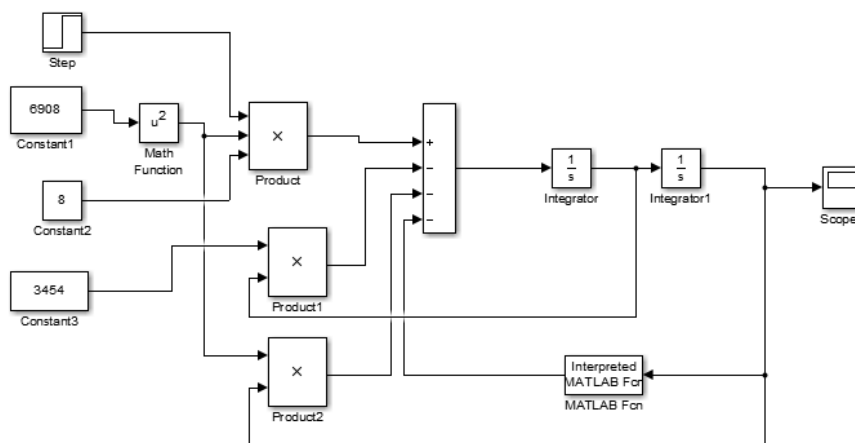 Step
6908
Constant1
u²
Math
Function
8
Constant2
3454
Constant3
×
Product
×
Product1
×
Product2
+
−
−
−
1
s
Integrator
1
s
Integrator1
Scope
Interpreted
MATLAB Fcn
MATLAB Fcn